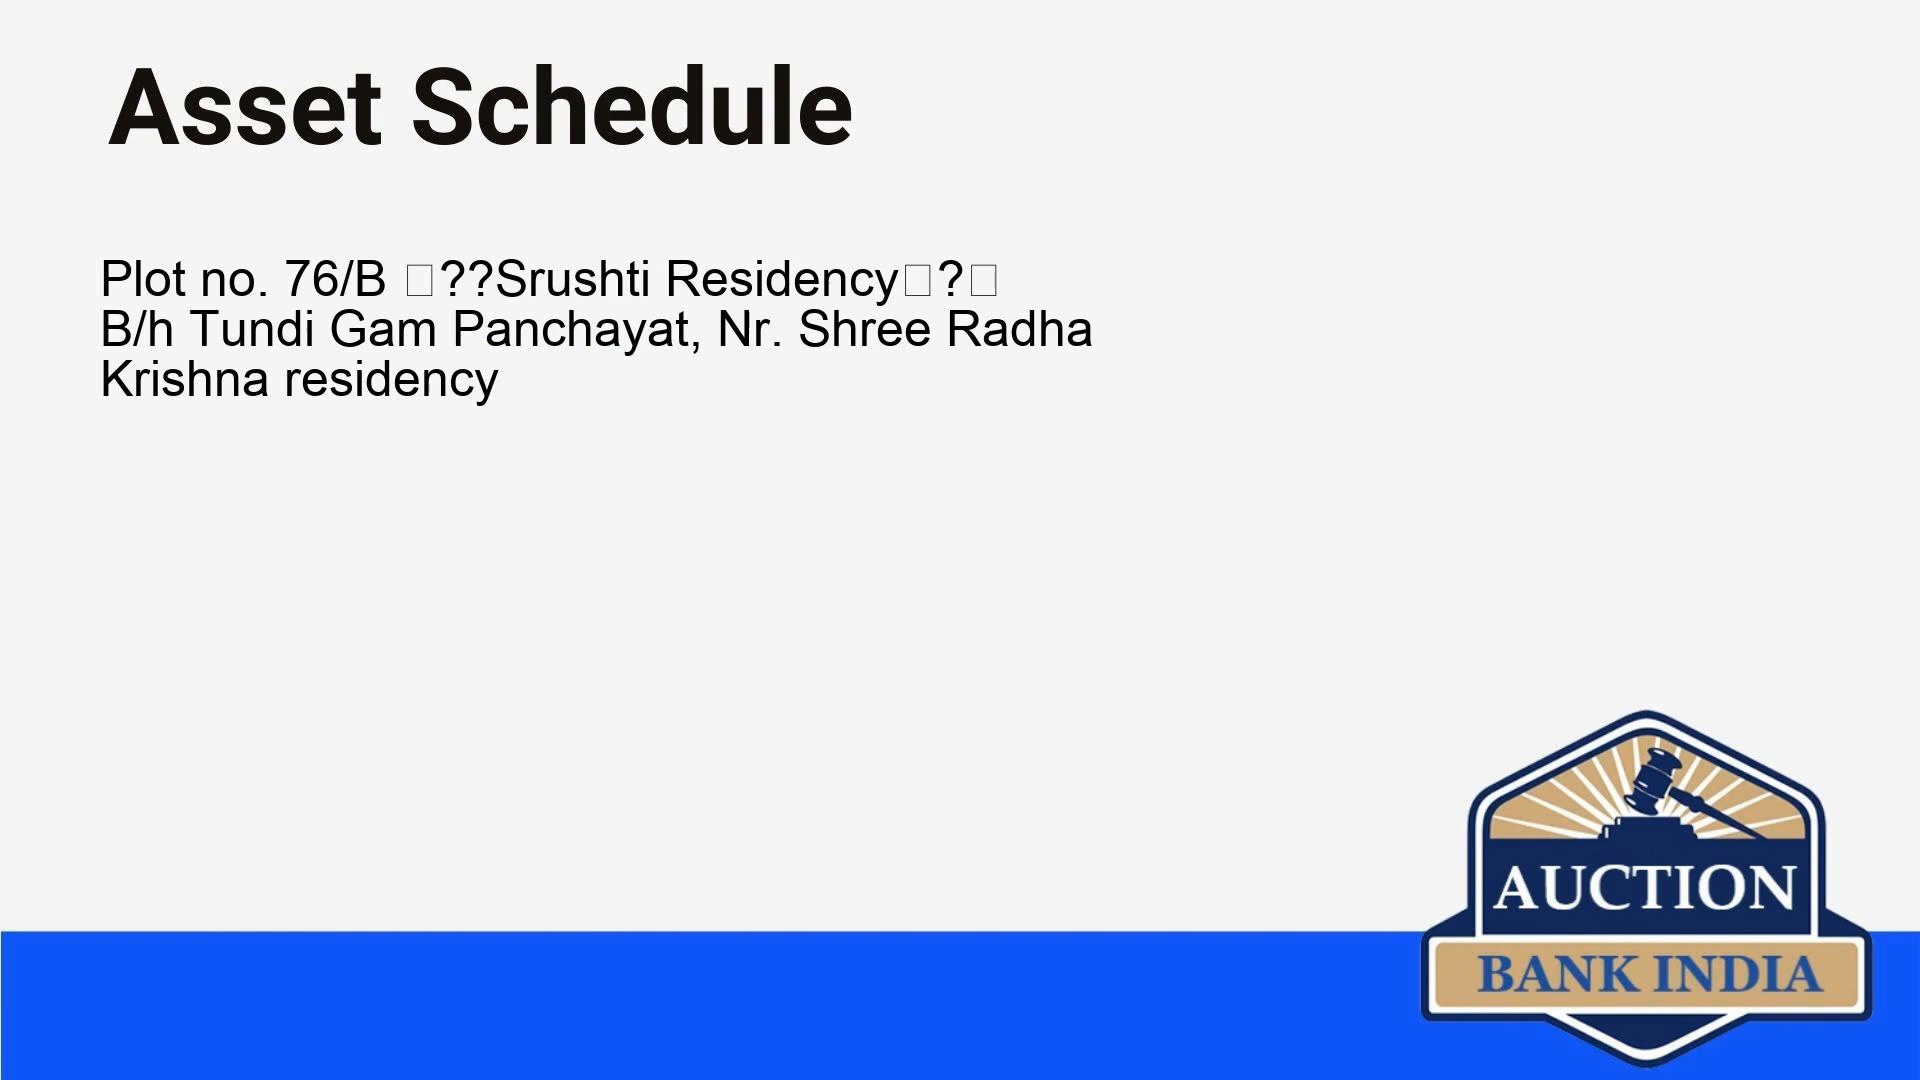 Asset Schedule
Plot no. 76/B □??Srushti Residency□?□
B/h Tundi Gam Panchayat, Nr. Shree Radha
Krishna residency
AUCTION
BANK INDIA